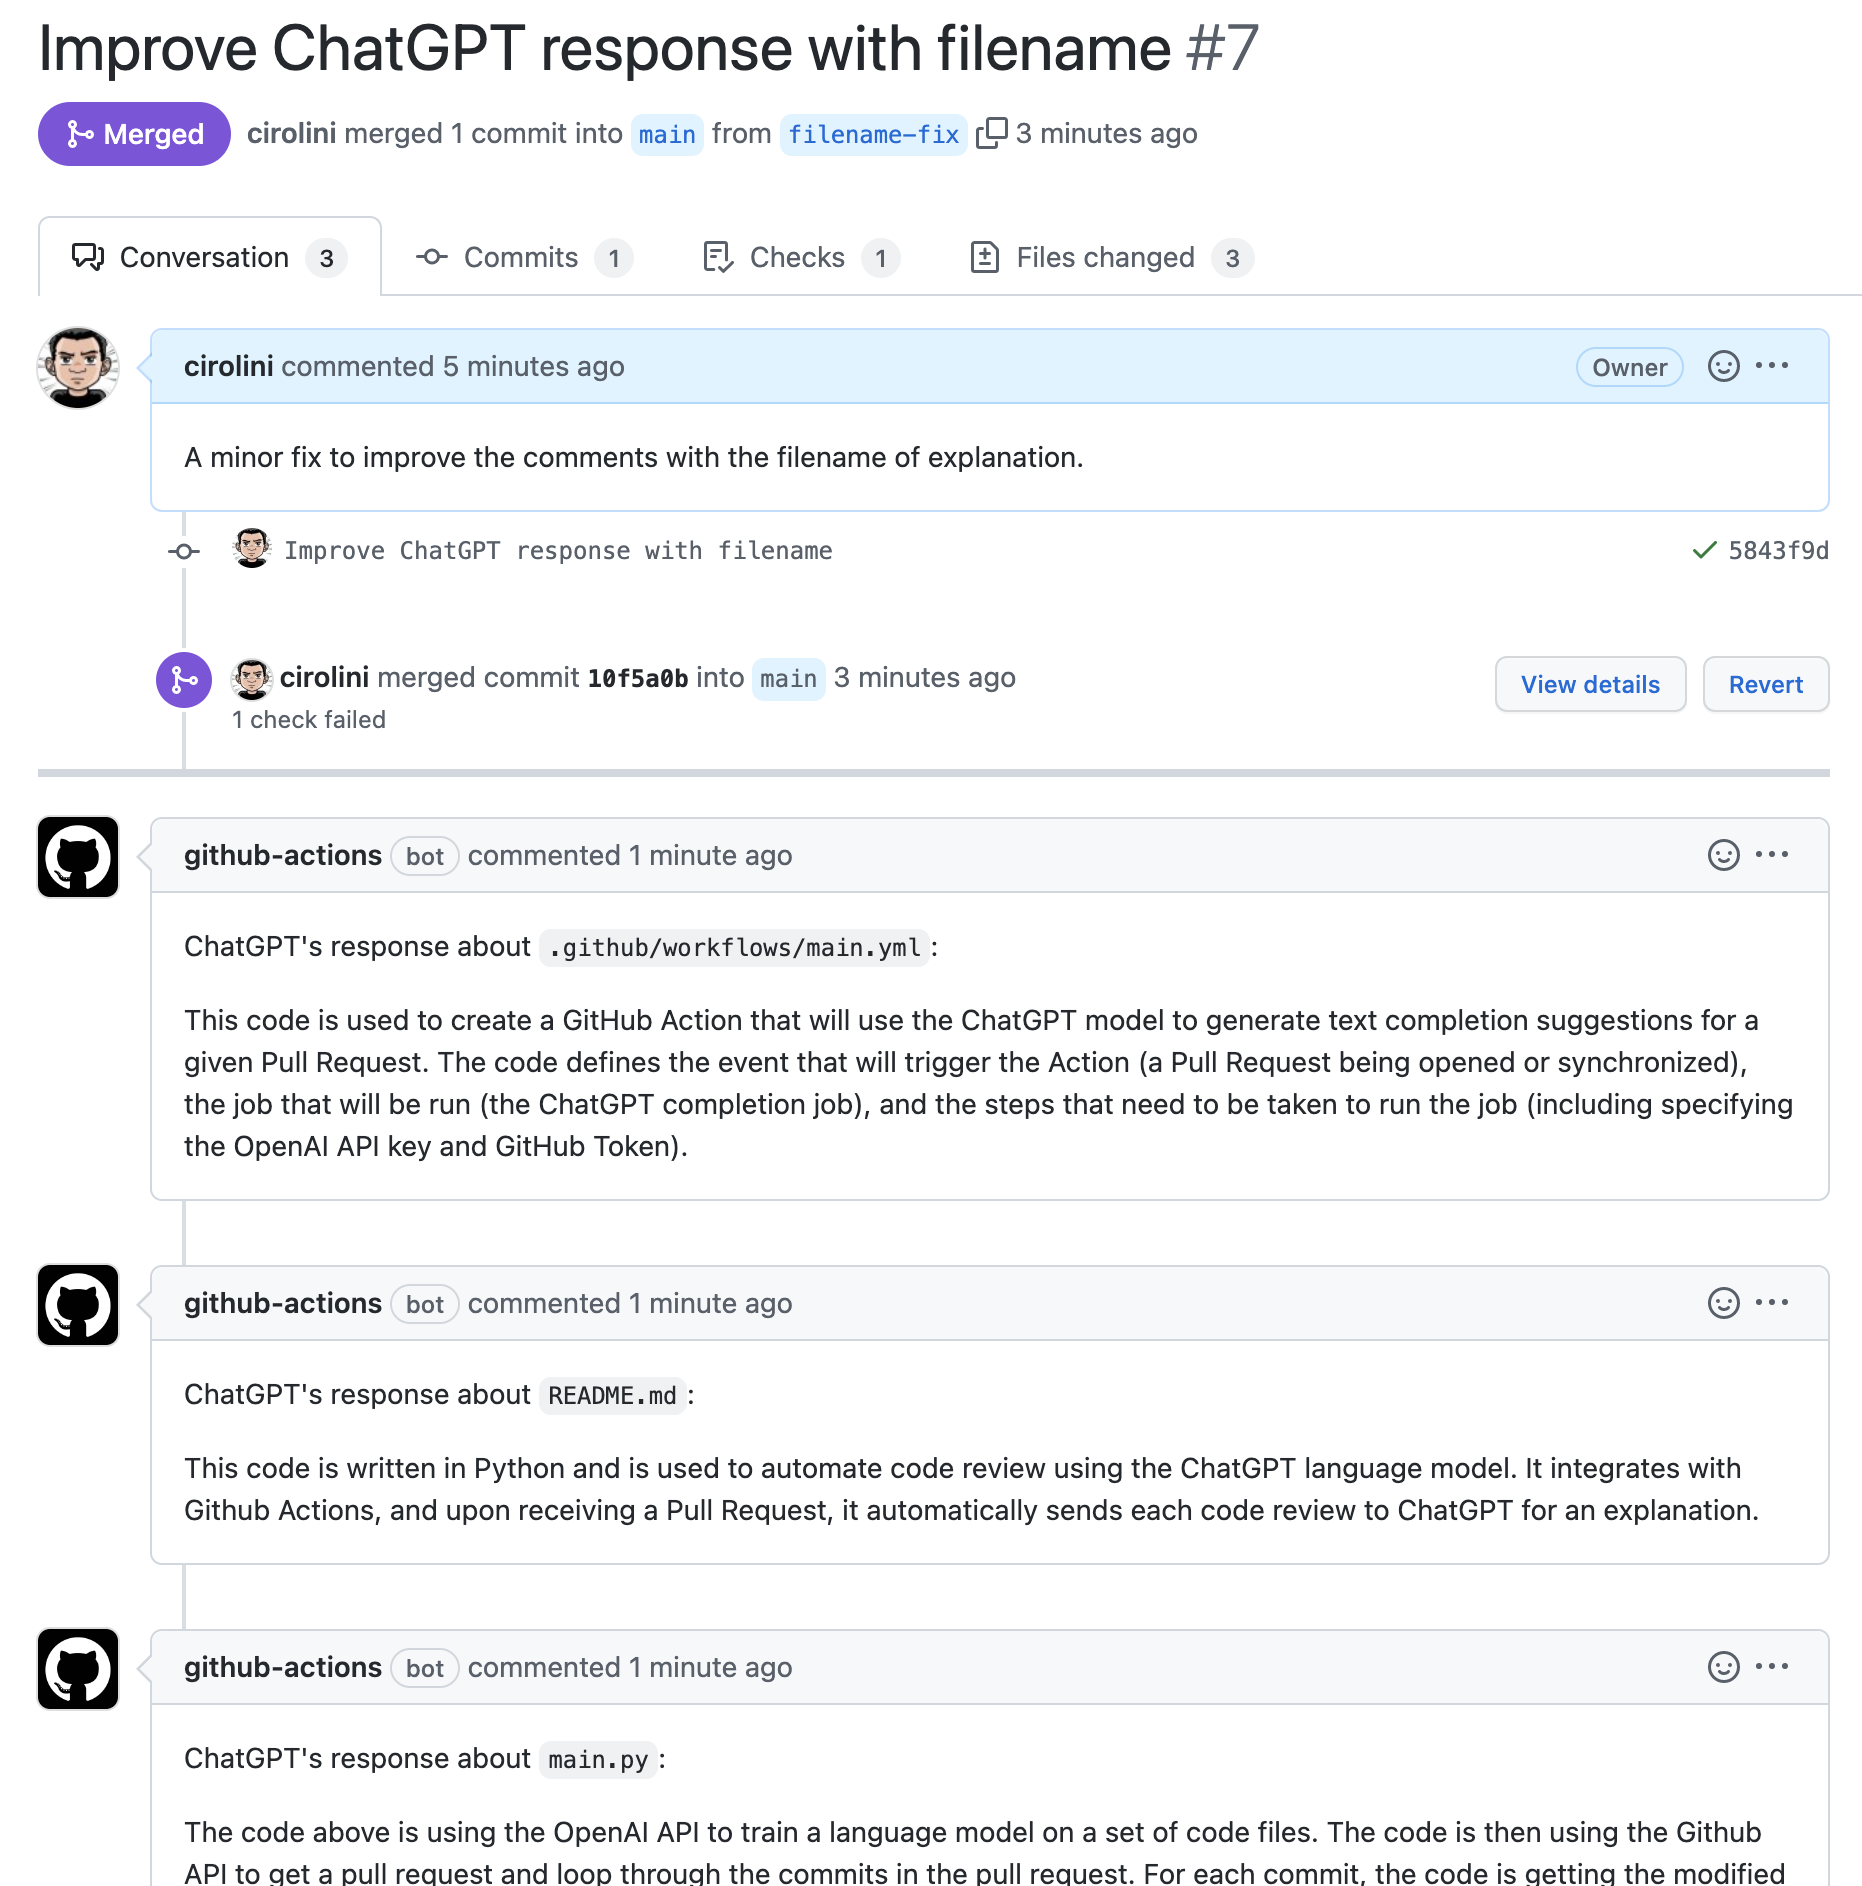 Improve ChatGPT response with filename #7
Merged cirolini merged 1 commit into main from filename-fix 3 minutes ago
Conversation 3 Commits 1 Checks 1 Files changed 3
cirolini commented 5 minutes ago Owner
A minor fix to improve the comments with the filename of explanation.
Improve ChatGPT response with filename 5843f9d
cirolini merged commit 10f5a0b into main 3 minutes ago View details Revert
1 check failed
github-actions bot commented 1 minute ago
ChatGPT's response about .github/workflows/main.yml:
This code is used to create a GitHub Action that will use the ChatGPT model to generate text completion suggestions for a
given Pull Request. The code defines the event that will trigger the Action (a Pull Request being opened or synchronized),
the job that will be run (the ChatGPT completion job), and the steps that need to be taken to run the job (including specifying
the OpenAI API key and GitHub Token).
github-actions bot commented 1 minute ago
ChatGPT's response about README.md:
This code is written in Python and is used to automate code review using the ChatGPT language model. It integrates with
Github Actions, and upon receiving a Pull Request, it automatically sends each code review to ChatGPT for an explanation.
github-actions bot commented 1 minute ago
ChatGPT's response about main.py:
The code above is using the OpenAI API to train a language model on a set of code files. The code is then using the Github
API to get a pull request and loop through the commits in the pull request. For each commit, the code is getting the modified